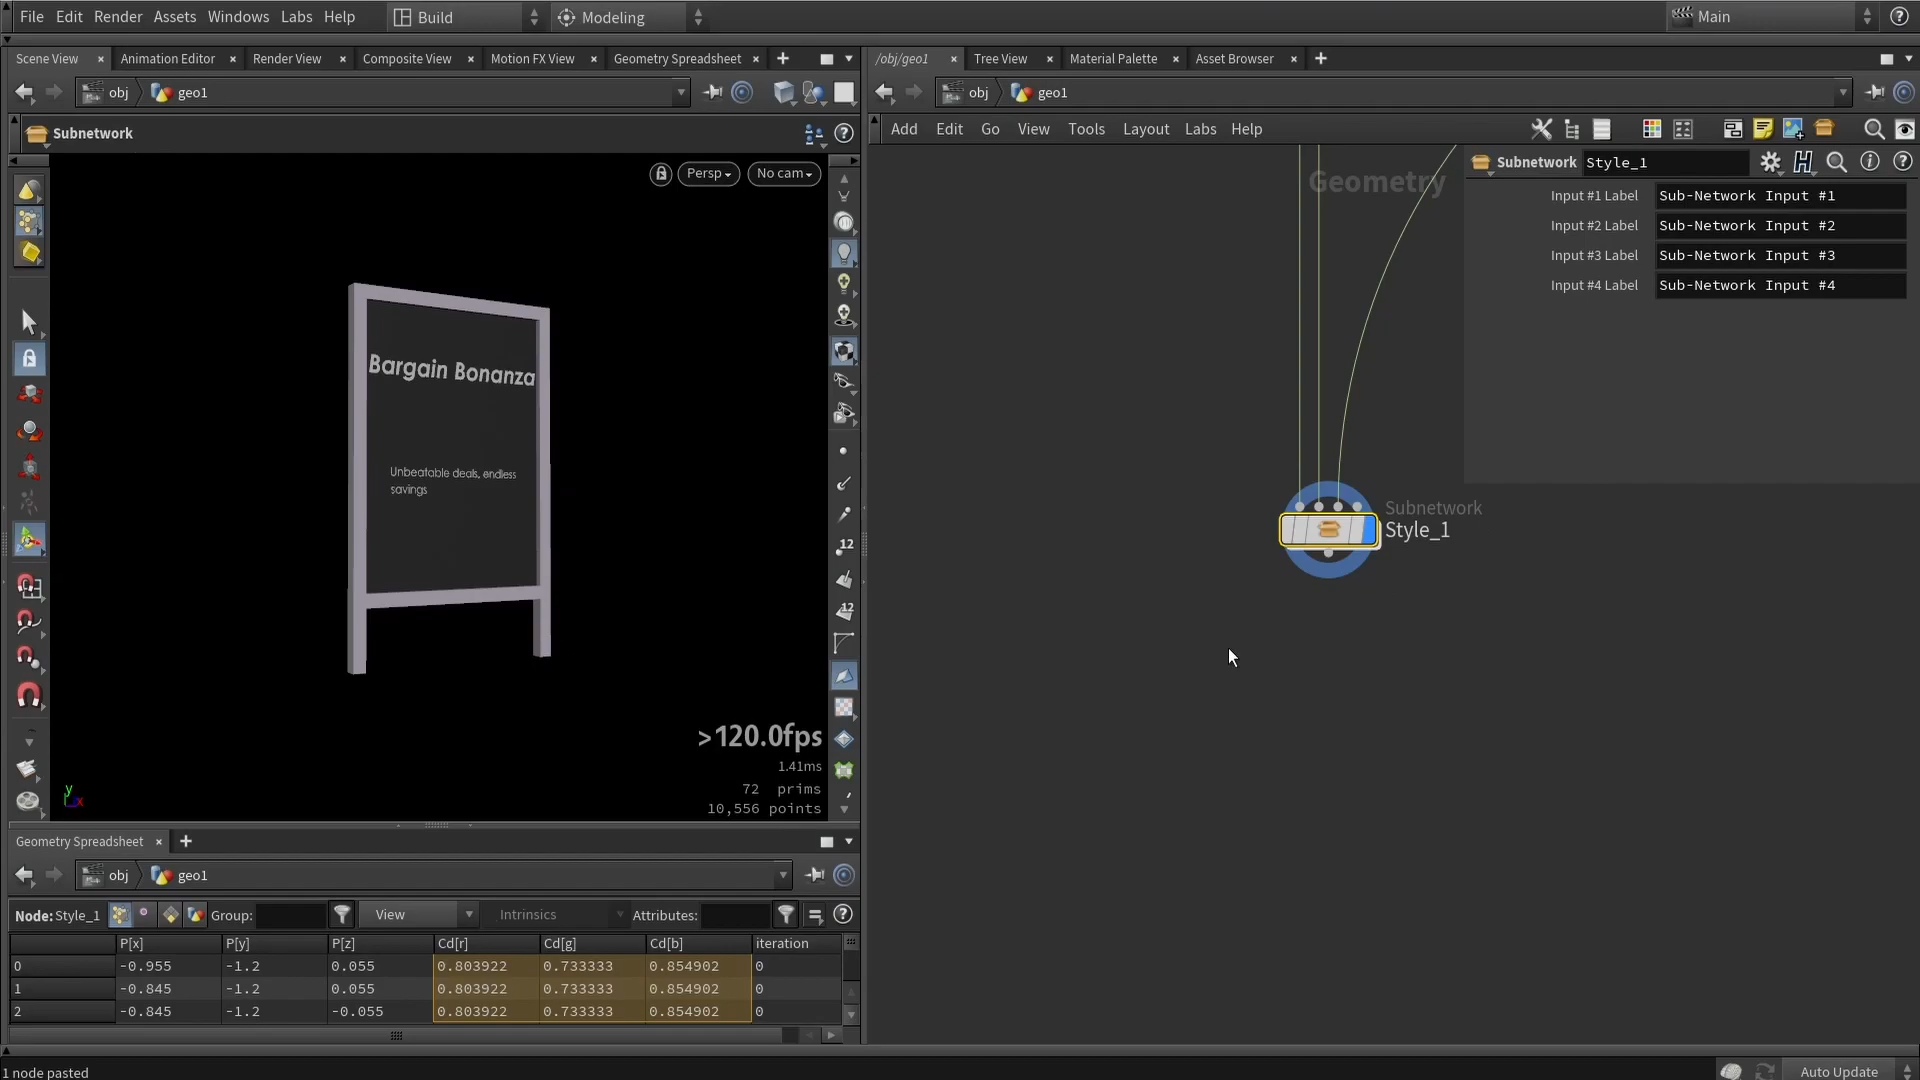 File Edit Render Assets Windows Labs Help
Build
Modeling
Main
Scene View
Animation Editor
Render View
Composite View
Motion FX View
Geometry Spreadsheet
obj
geo1
Subnetwork
Persp
No cam
Bargain Bonanza
Unbeatable deals, endless
savings
12
12
>120.0fps
1.41ms
72 prims
10,556 points
y
x
Geometry Spreadsheet
obj
geo1
Node: Style_1
Group:
View
Intrinsics
Attributes:
P[x] P[y] P[z] Cd[r] Cd[g] Cd[b] iteration
0 -0.955 -1.2 0.055 0.803922 0.733333 0.854902 0
1 -0.845 -1.2 0.055 0.803922 0.733333 0.854902 0
2 -0.845 -1.2 -0.055 0.803922 0.733333 0.854902 0
/obj/geo1
Tree View
Material Palette
Asset Browser
obj
geo1
Add Edit Go View Tools Layout Labs Help
Geometry
Subnetwork Style_1
Input #1 Label Sub-Network Input #1
Input #2 Label Sub-Network Input #2
Input #3 Label Sub-Network Input #3
Input #4 Label Sub-Network Input #4
Subnetwork
Style_1
1 node pasted
Auto Update